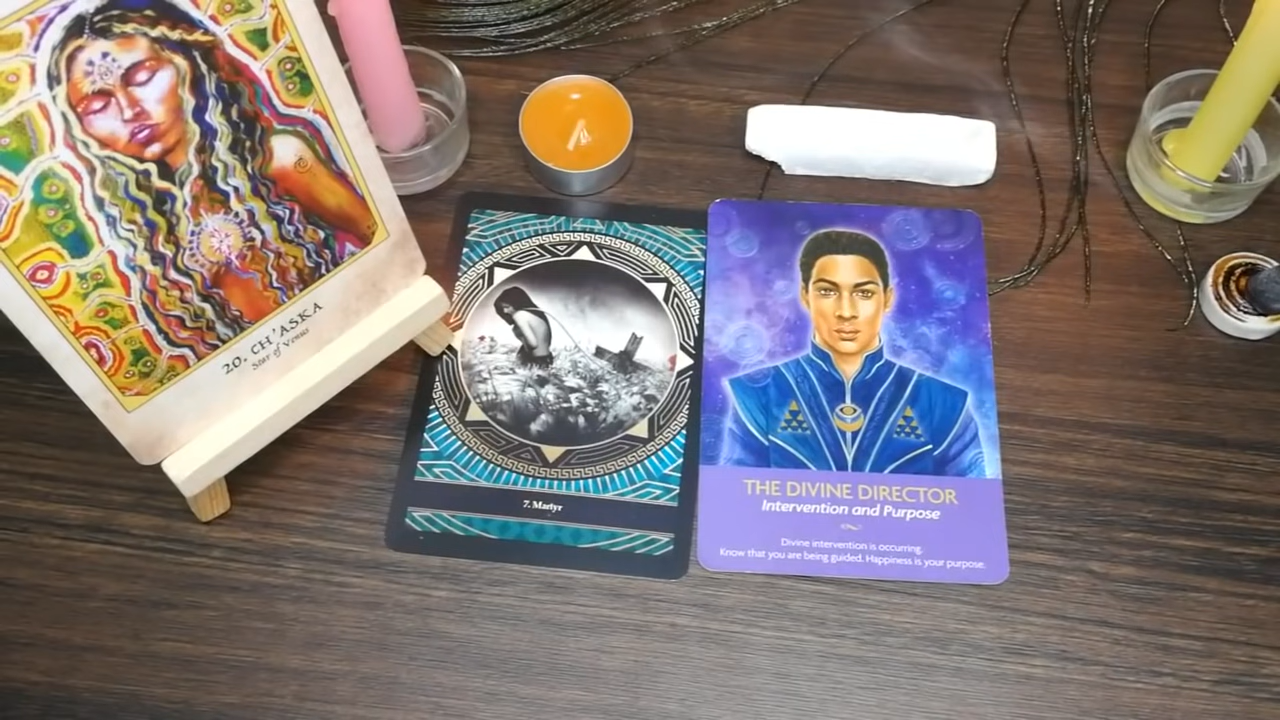 20. CH'ASKA
Star of Venus
7. Martyr
THE DIVINE DIRECTOR
Intervention and Purpose
Divine intervention is occurring.
Know that you are being guided. Happiness is your purpose.